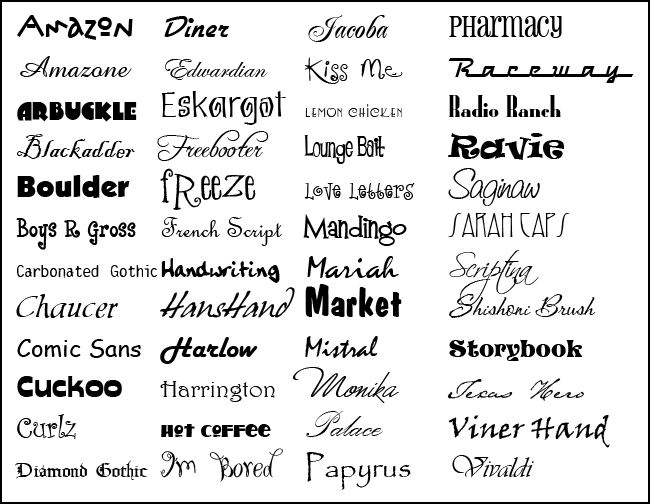 Amazon Diner Jacoba Pharmacy
Amazone Edwardian Kiss Me Raceway
Arbuckle Eskargot Lemon Chicken Radio Ranch
Blackadder Freebooter Lounge Bait Ravie
Boulder freeze Love Letters Saginaw
Boys R Gross French Script Mandingo Sarah Caps
Carbonated Gothic Handwriting Mariah Scriptina
Chaucer HansHand Market Shishoni Brush
Comic Sans Harlow Mistral Storybook
Cuckoo Harrington Monika Texas Hero
Curlz Hot Coffee Palace Viner Hand
Diamond Gothic Im Bored Papyrus Vivaldi